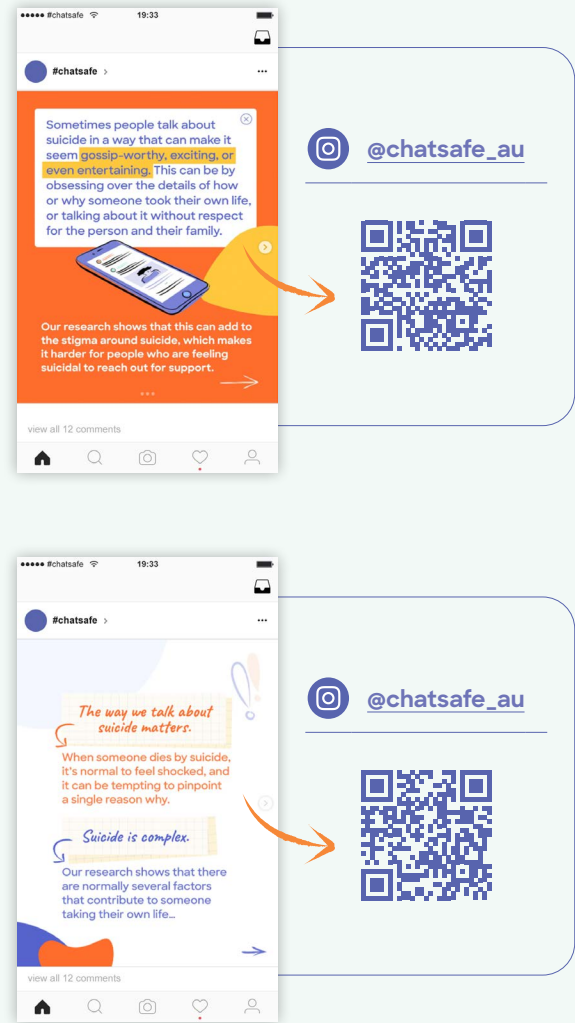 #chatsafe 19:33
#chatsafe
Sometimes people talk about
suicide in a way that can make it
seem gossip-worthy, exciting, or
even entertaining. This can be by
obsessing over the details of how
or why someone took their own life,
or talking about it without respect
for the person and their family.
Our research shows that this can add to
the stigma around suicide, which makes
it harder for people who are feeling
suicidal to reach out for support.
view all 12 comments
@chatsafe_au
#chatsafe 19:33
#chatsafe
The way we talk about
suicide matters.
When someone dies by suicide,
it's normal to feel shocked, and
it can be tempting to pinpoint
a single reason why.
Suicide is complex.
Our research shows that there
are normally several factors
that contribute to someone
taking their own life...
view all 12 comments
@chatsafe_au